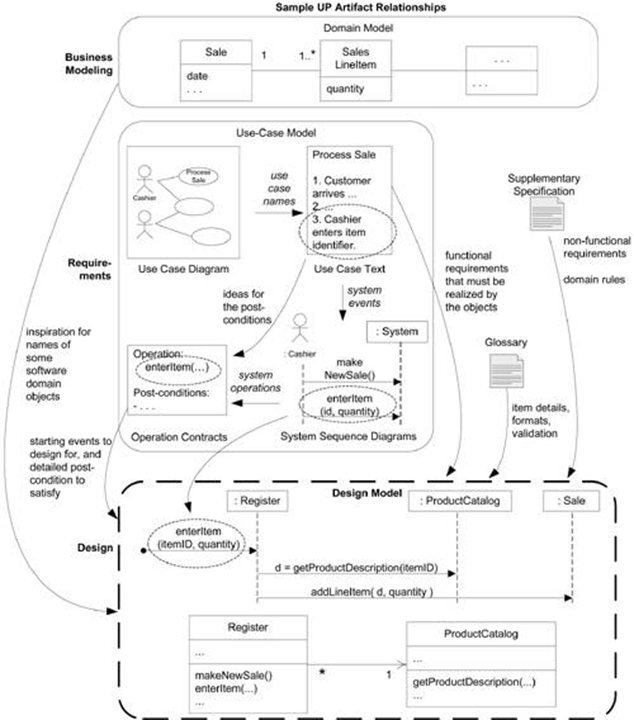 Sample UP Artifact Relationships
Domain Model
Business
Modeling
Sale
date
. . .
1
1..*
Sales
LineItem
quantity
. . .
. . .
Use-Case Model
Process
Sale
Cashier
Use Case Diagram
use
case
names
Process Sale
1. Customer
arrives ...
2. ...
3. Cashier
enters item
identifier.
Use Case Text
Require-
ments
Supplementary
Specification
non-functional
requirements
domain rules
functional
requirements
that must be
realized by
the objects
ideas for
the post-
conditions
system
events
inspiration for
names of
some
software
domain
objects
: Cashier
: System
make
NewSale()
enterItem
(id, quantity)
System Sequence Diagrams
Operation:
enterItem(…)
Post-conditions:
- . . .
Operation Contracts
system
operations
Glossary
item details,
formats,
validation
starting events to
design for, and
detailed post-
condition to
satisfy
Design Model
: Register
: ProductCatalog
: Sale
Design
enterItem
(itemID, quantity)
d = getProductDescription(itemID)
addLineItem( d, quantity )
Register
...
makeNewSale()
enterItem(...)
...
*
1
ProductCatalog
...
getProductDescription(...)
...